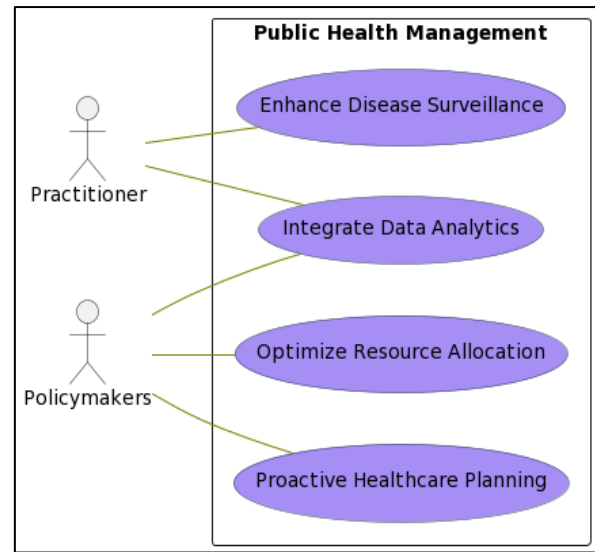 Public Health Management
Enhance Disease Surveillance
Practitioner
Integrate Data Analytics
Optimize Resource Allocation
Policymakers
Proactive Healthcare Planning